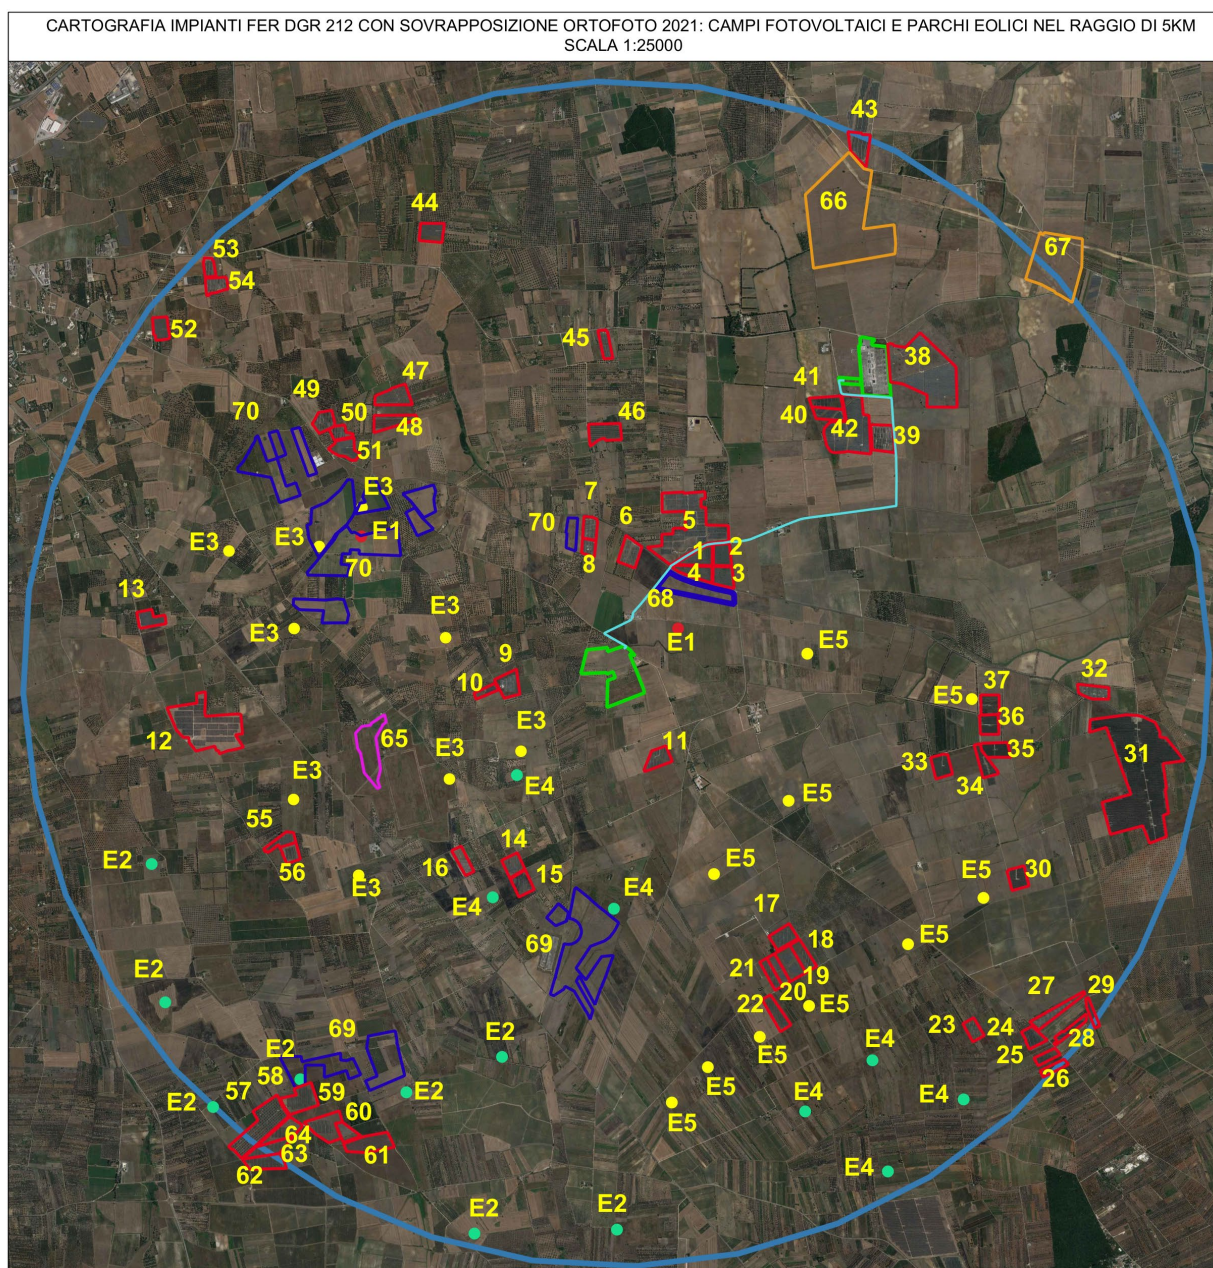 CARTOGRAFIA IMPIANTI FER DGR 212 CON SOVRAPPOSIZIONE ORTOFOTO 2021: CAMPI FOTOVOLTAICI E PARCHI EOLICI NEL RAGGIO DI 5KM
SCALA 1:25000
43
66
44
53
67
54
52
45
38
41
47
49
70
50
40
46
48
42
39
51
E3
7
70
6
5
E3
E3
E1
1
2
8
70
4
3
13
68
E3
E3
E1
E5
9
32
10
E5
37
36
12
65
E3
11
35
31
E3
33
E4
34
E3
E5
55
14
E2
16
E5
E5
30
56
15
E3
E4
E4
17
18
E5
69
21
19
E2
20
27
29
22
E5
23
24
69
28
E2
E5
25
58
E4
26
57
59
E2
E5
E2
E4
E4
60
E5
64
63
61
62
E4
E2
E2